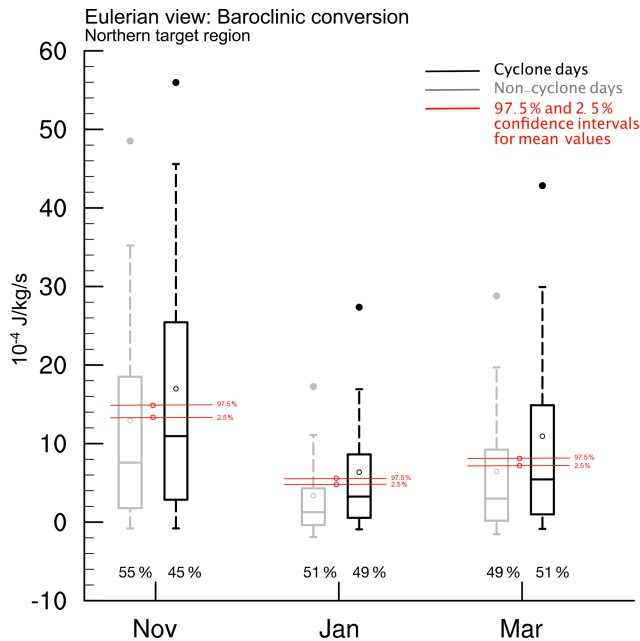 Eulerian view: Baroclinic conversion
Northern target region
60
50
40
30
20
10
0
-10
10⁻⁴ J/kg/s
Cyclone days
Non-cyclone days
97.5% and 2.5%
confidence intervals
for mean values
97.5%
2.5%
97.5%
2.5%
97.5%
2.5%
55 % 45 % 51 % 49 % 49 % 51 %
Nov Jan Mar